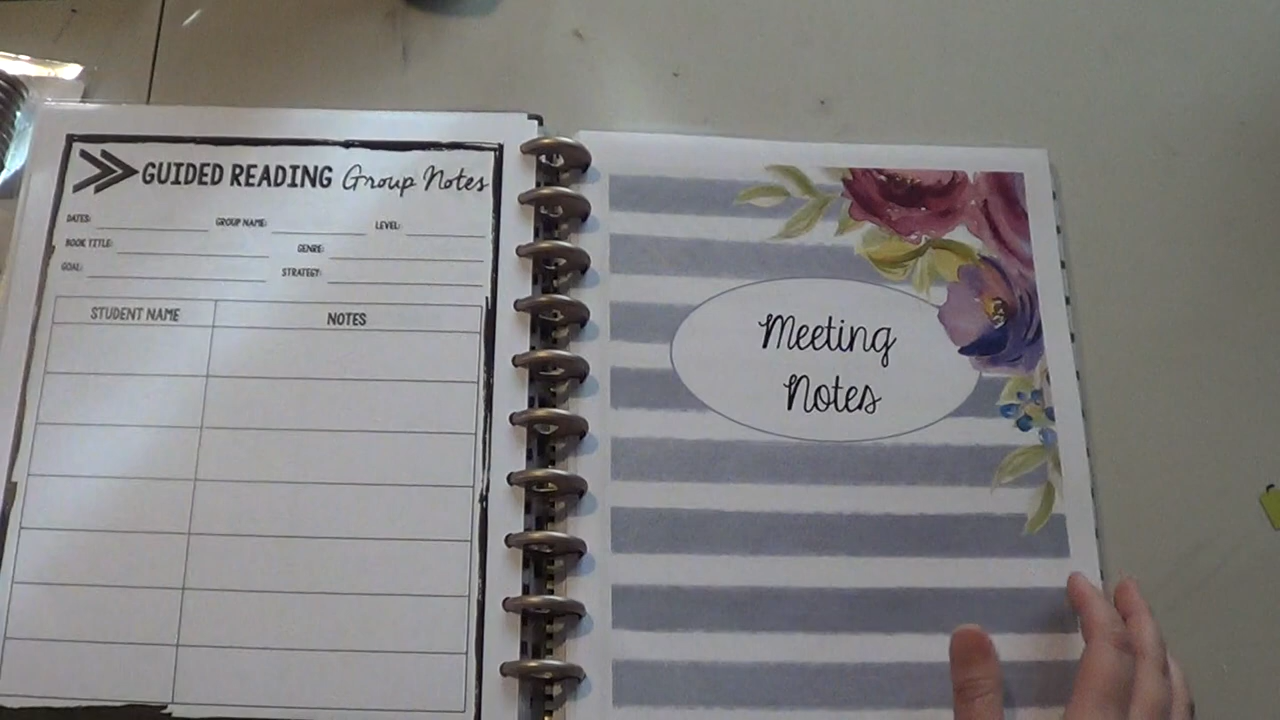 GUIDED READING Group Notes
DATES: GROUP NAME: LEVEL:
BOOK TITLE: GENRE:
GOAL: STRATEGY:
STUDENT NAME NOTES
Meeting
Notes